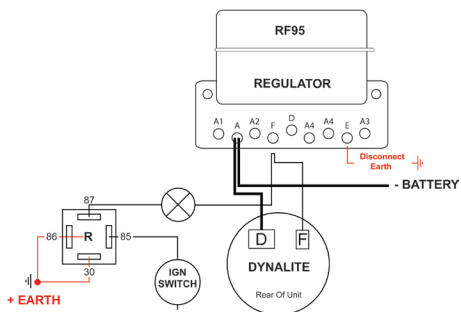 RF95
REGULATOR
A1 A A2 F D A4 A4 E A3
Disconnect
Earth
- BATTERY
87
86 R 85
30
+ EARTH
IGN
SWITCH
D F
DYNALITE
Rear Of Unit